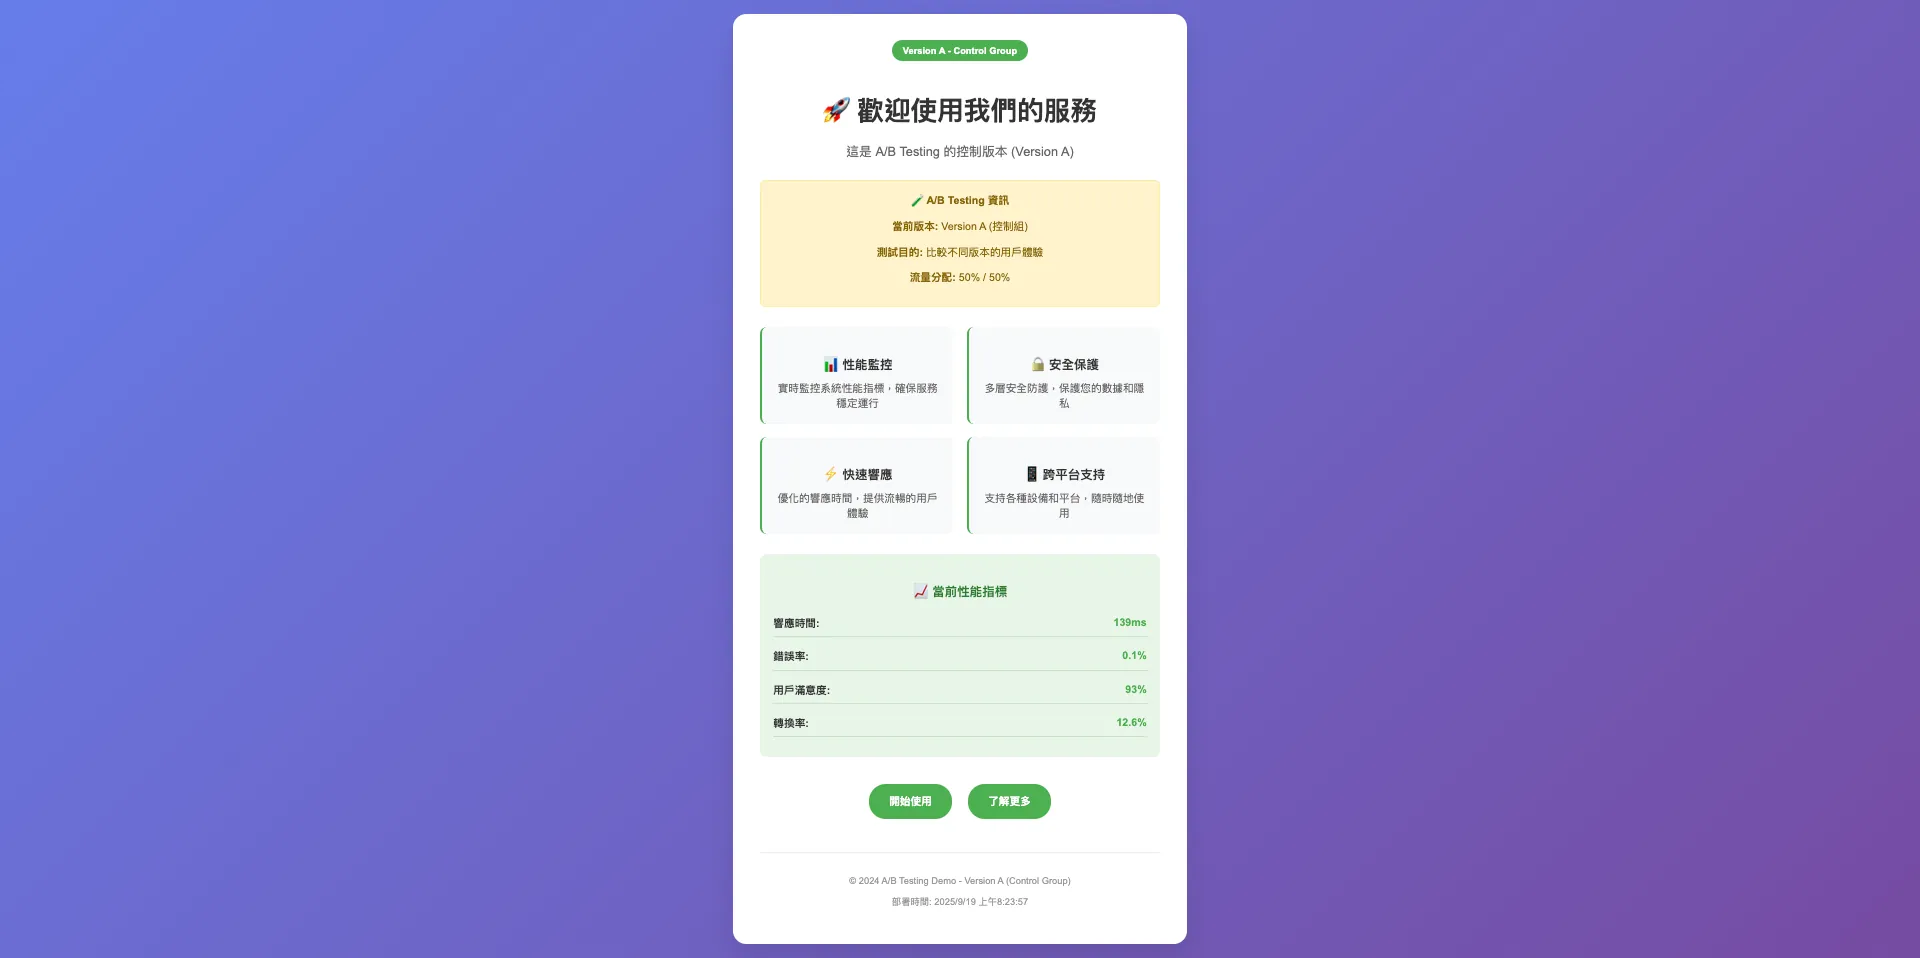 Version A - Control Group
🚀 歡迎使用我們的服務
這是 A/B Testing 的控制版本 (Version A)
🧪 A/B Testing 資訊
當前版本: Version A (控制組)
測試目的: 比較不同版本的用戶體驗
流量分配: 50% / 50%
📊 性能監控
實時監控系統性能指標，確保服務
穩定運行
🔒 安全保護
多層安全防護，保護您的數據和隱
私
⚡ 快速響應
優化的響應時間，提供流暢的用戶
體驗
📱 跨平台支持
支持各種設備和平台，隨時隨地使
用
📈 當前性能指標
響應時間: 139ms
錯誤率: 0.1%
用戶滿意度: 93%
轉換率: 12.6%
開始使用
了解更多
© 2024 A/B Testing Demo - Version A (Control Group)
部署時間: 2025/9/19 上午8:23:57